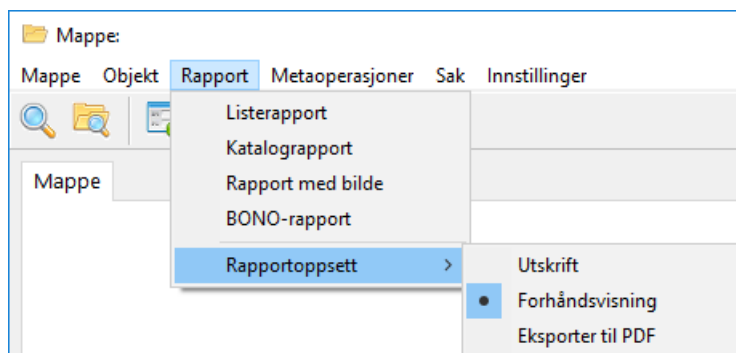 Mappe:
Mappe Objekt Rapport Metaoperasjoner Sak Innstillinger
Listerapport
Katalograpport
Mappe
Rapport med bilde
BONO-rapport
Rapportoppsett
Utskrift
Forhåndsvisning
Eksporter til PDF